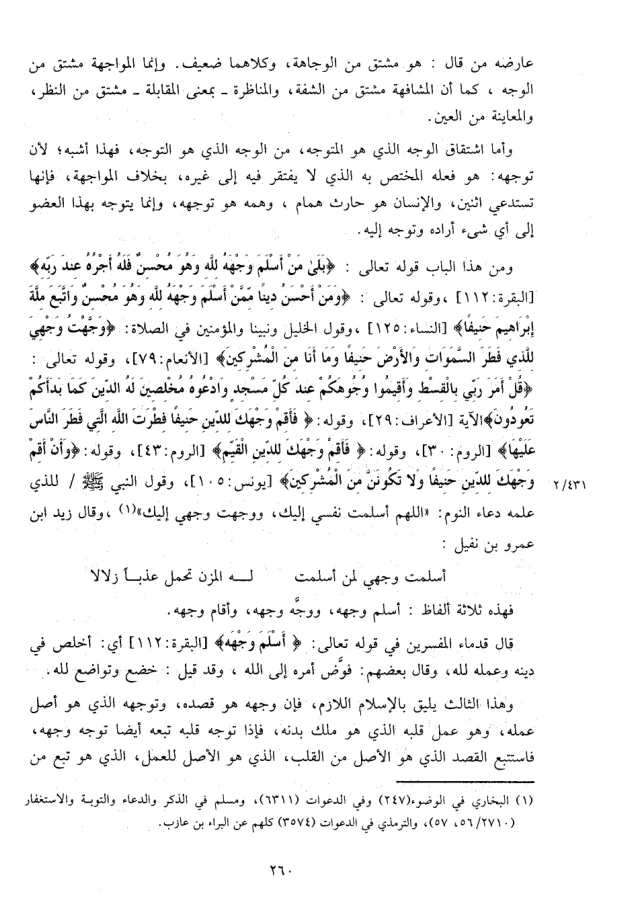 عارضه من قال : هو مشتق من الوجاهة، وكلاهما ضعيف. وإنما المواجهة مشتق من
الوجه ، كما أن المشافهة مشتق من الشفة، والمناظرة ـ بمعنى المقابلة ـ مشتق من النظر،
والمعاينة من العين.
وأما اشتقاق الوجه الذي هو المتوجه، من الوجه الذي هو التوجه، فهذا أشبه؛ لأن
توجهه: هو فعله المختص به الذي لا يفتقر فيه إلى غيره، بخلاف المواجهة، فإنها
تستدعي اثنين، والإنسان هو حارث همام ، وهمه هو توجهه، وإنما يتوجه بهذا العضو
إلى أي شىء أراده وتوجه إليه.
ومن هذا الباب قوله تعالى : ﴿بَلَىٰ مَنْ أَسْلَمَ وَجْهَهُ لِلَّهِ وَهُوَ مُحْسِنٌ فَلَهُ أَجْرُهُ عِندَ رَبِّهِ﴾
[البقرة:١١٢] ،وقوله تعالى : ﴿وَمَنْ أَحْسَنُ دِينًا مِّمَّنْ أَسْلَمَ وَجْهَهُ لِلَّهِ وَهُوَ مُحْسِنٌ وَاتَّبَعَ مِلَّةَ
إِبْرَاهِيمَ حَنِيفًا﴾ [النساء:١٢٥] ،وقول الخليل ونبينا والمؤمنين في الصلاة: ﴿وَجَّهْتُ وَجْهِيَ
لِلَّذِي فَطَرَ السَّمَوَاتِ وَالأَرْضَ حَنِيفًا وَمَا أَنَا مِنَ الْمُشْرِكِينَ﴾ [الأنعام:٧٩]، وقوله تعالى :
﴿قُلْ أَمَرَ رَبِّي بِالْقِسْطِ وَأَقِيمُوا وُجُوهَكُمْ عِندَ كُلِّ مَسْجِدٍ وَادْعُوهُ مُخْلِصِينَ لَهُ الدِّينَ كَمَا بَدَأَكُمْ
تَعُودُونَ﴾الآية [الأعراف:٢٩]، وقوله: ﴿ فَأَقِمْ وَجْهَكَ لِلدِّينِ حَنِيفًا فِطْرَتَ اللَّهِ الَّتِي فَطَرَ النَّاسَ
عَلَيْهَا﴾ [الروم:٣٠]، وقوله: ﴿ فَأَقِمْ وَجْهَكَ لِلدِّينِ الْقَيِّمِ﴾ [الروم:٤٣]، وقوله: ﴿وَأَنْ أَقِمْ
وَجْهَكَ لِلدِّينِ حَنِيفًا وَلا تَكُونَنَّ مِنَ الْمُشْرِكِينَ﴾ [يونس:١٠٥]، وقول النبي ﷺ / للذي
٢/٤٣١
علمه دعاء النوم: «اللهم أسلمت نفسي إليك، ووجهت وجهي إليك»(١) ،وقال زيد ابن
عمرو بن نفيل :
أسلمت وجهي لمن أسلمت له المزن تحمل عذبـاً زلالا
فهذه ثلاثة ألفاظ : أسلم وجهه، ووجَّه وجهه، وأقام وجهه.
قال قدماء المفسرين في قوله تعالى: ﴿ أَسْلَمَ وَجْهَهُ﴾ [البقرة:١١٢] أي: أخلص في
دينه وعمله لله، وقال بعضهم: فوَّض أمره إلى الله ، وقد قيل : خضع وتواضع لله.
وهذا الثالث يليق بالإسلام اللازم، فإن وجهه هو قصده، وتوجهه الذي هو أصل
عمله، وهو عمل قلبه الذي هو ملك بدنه، فإذا توجه قلبه تبعه أيضا توجه وجهه،
فاستتبع القصد الذي هو الأصل من القلب، الذي هو الأصل للعمل، الذي هو تبع من
(١) البخاري في الوضوء(٢٤٧) وفي الدعوات (٦٣١١)، ومسلم في الذكر والدعاء والتوبة والاستغفار
(٥٦/٢٧١٠، ٥٧)، والترمذي في الدعوات (٣٥٧٤) كلهم عن البراء بن عازب.
٢٦٠